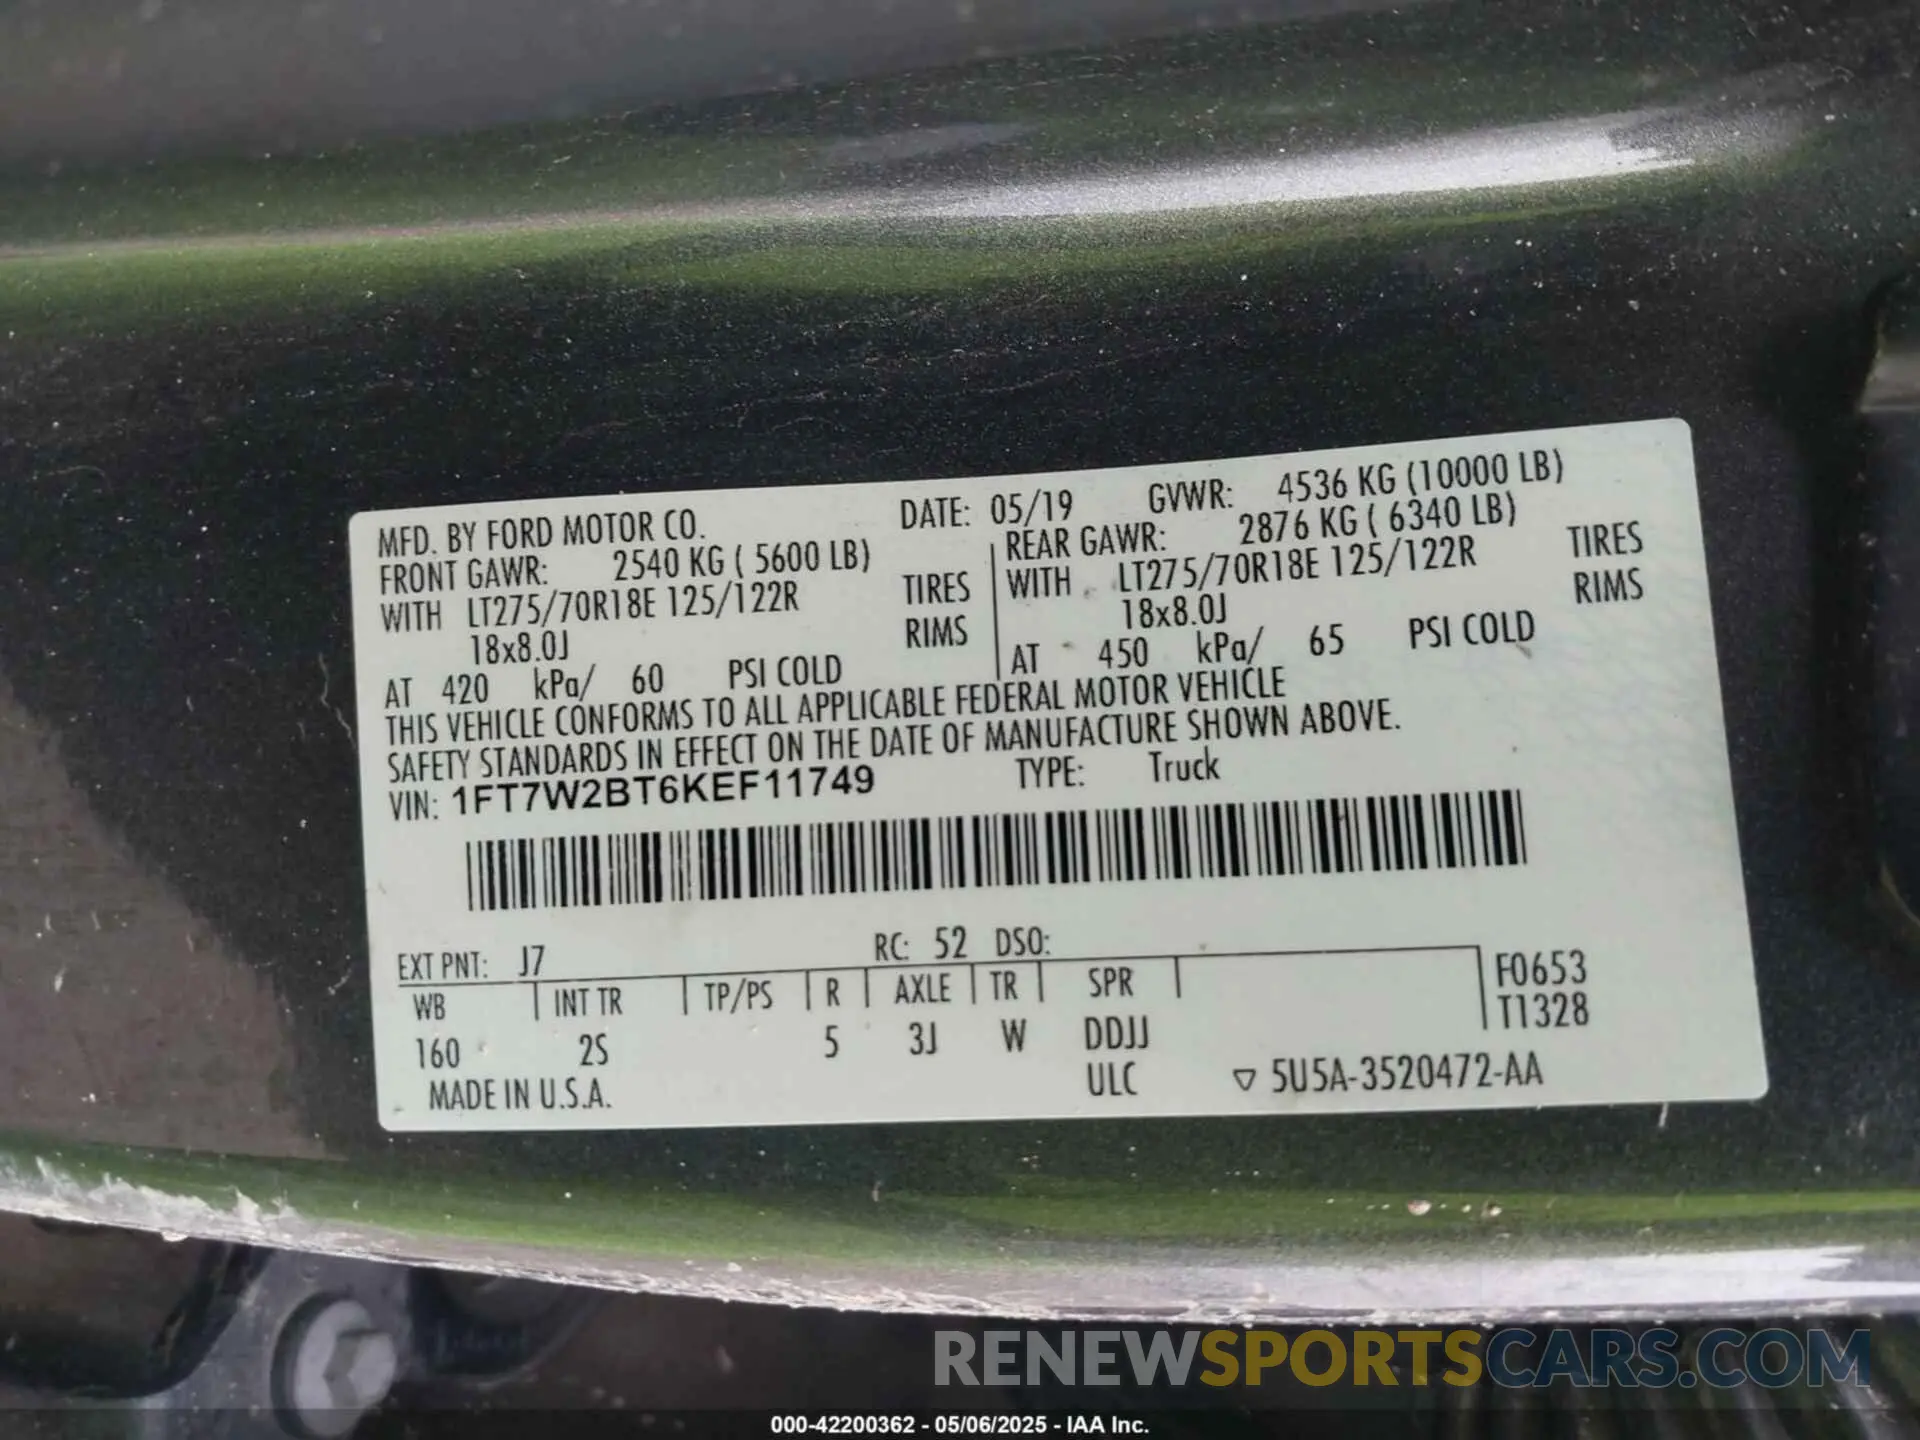 MFD. BY FORD MOTOR CO. DATE: 05/19 GVWR: 4536 KG (10000 LB)
FRONT GAWR: 2540 KG ( 5600 LB) REAR GAWR: 2876 KG ( 6340 LB)
WITH LT275/70R18E 125/122R TIRES WITH LT275/70R18E 125/122R TIRES
18x8.0J RIMS 18x8.0J RIMS
AT 420 kPa/ 60 PSI COLD AT 450 kPa/ 65 PSI COLD
THIS VEHICLE CONFORMS TO ALL APPLICABLE FEDERAL MOTOR VEHICLE
SAFETY STANDARDS IN EFFECT ON THE DATE OF MANUFACTURE SHOWN ABOVE.
VIN: 1FT7W2BT6KEF11749 TYPE: Truck
EXT PNT: J7 RC: 52 DSO:
WB INT TR TP/PS R AXLE TR SPR F0653
T1328
160 2S 5 3J W DDJJ
MADE IN U.S.A. ULC 5U5A-3520472-AA
RENEWSPORTSCARS.COM
000-42200362 - 05/06/2025 - IAA Inc.